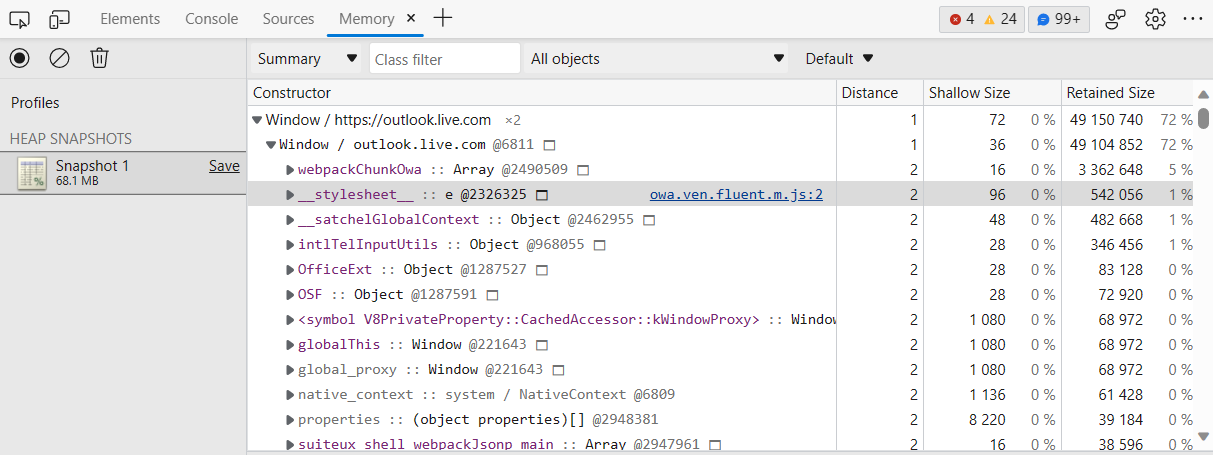 Elements Console Sources Memory × + 4 24 99+
Summary Class filter All objects Default
Profiles
HEAP SNAPSHOTS
Snapshot 1 Save
68.1 MB
Constructor Distance Shallow Size Retained Size
Window / https://outlook.live.com ×2 1 72 0 % 49 150 740 72 %
Window / outlook.live.com @6811 1 36 0 % 49 104 852 72 %
webpackChunkOwa :: Array @2490509 2 16 0 % 3 362 648 5 %
__stylesheet__ :: e @2326325 owa.ven.fluent.m.js:2 2 96 0 % 542 056 1 %
__satchelGlobalContext :: Object @2462955 2 48 0 % 482 668 1 %
intlTelInputUtils :: Object @968055 2 28 0 % 346 456 1 %
OfficeExt :: Object @1287527 2 28 0 % 83 128 0 %
OSF :: Object @1287591 2 28 0 % 72 920 0 %
<symbol V8PrivateProperty::CachedAccessor::kWindowProxy> :: Window 2 1 080 0 % 68 972 0 %
globalThis :: Window @221643 2 1 080 0 % 68 972 0 %
global_proxy :: Window @221643 2 1 080 0 % 68 972 0 %
native_context :: system / NativeContext @6809 2 1 136 0 % 61 428 0 %
properties :: (object properties)[] @2948381 2 8 220 0 % 39 184 0 %
suiteux_shell_webpackJsonp_main :: Array @2947961 2 16 0 % 38 596 0 %